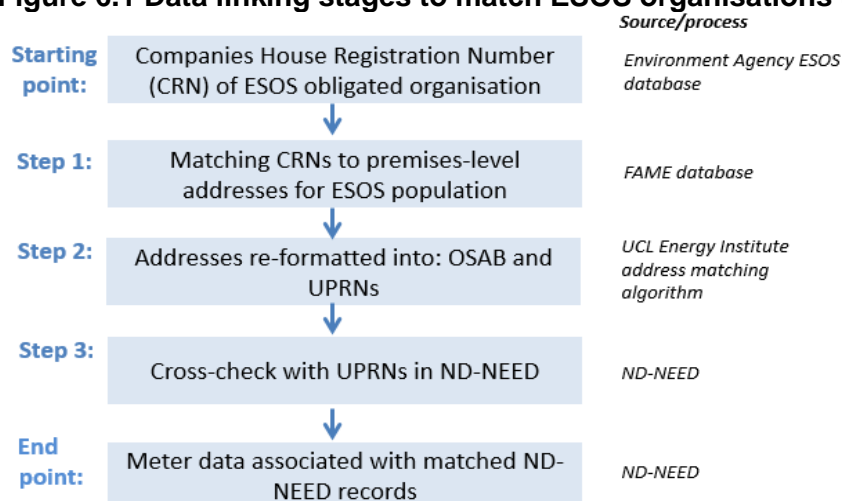 Figure 6.1 Data linking stages to match ESOS organisations
Source/process
Starting
point:
Companies House Registration Number
(CRN) of ESOS obligated organisation
Environment Agency ESOS
database
Step 1:
Matching CRNs to premises-level
addresses for ESOS population
FAME database
Step 2:
Addresses re-formatted into: OSAB and
UPRNs
UCL Energy Institute
address matching
algorithm
Step 3:
Cross-check with UPRNs in ND-NEED
ND-NEED
End
point:
Meter data associated with matched ND-
NEED records
ND-NEED